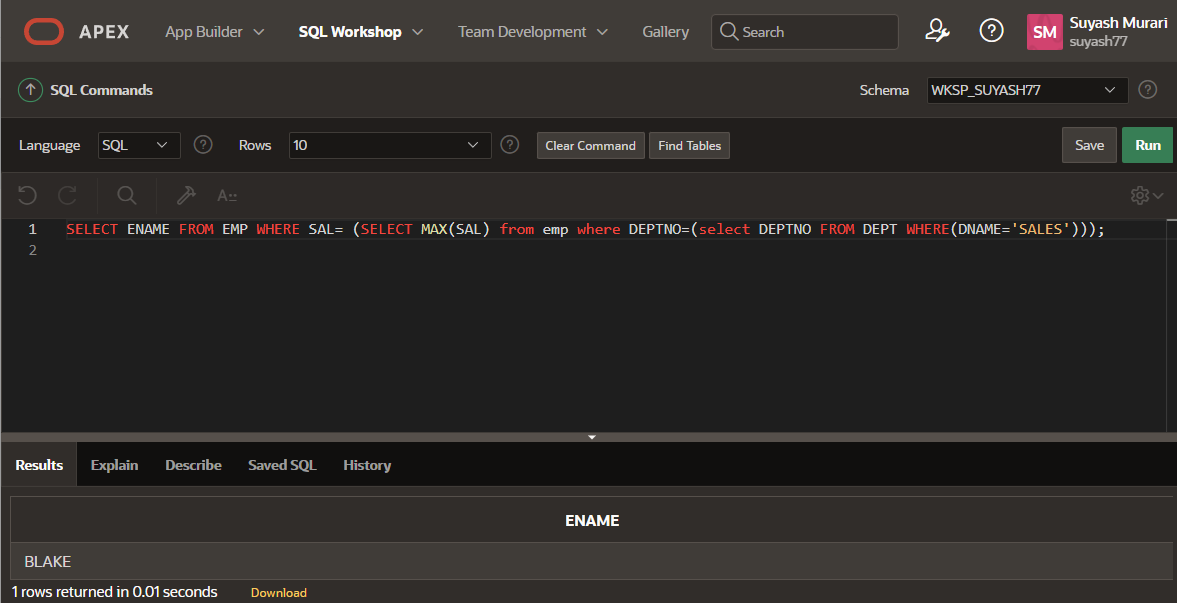 APEX App Builder SQL Workshop Team Development Gallery Search SM Suyash Murari
suyash77
SQL Commands Schema WKSP_SUYASH77
Language SQL Rows 10 Clear Command Find Tables Save Run
A
1 SELECT ENAME FROM EMP WHERE SAL= (SELECT MAX(SAL) from emp where DEPTNO=(select DEPTNO FROM DEPT WHERE(DNAME='SALES')));
2
Results Explain Describe Saved SQL History
ENAME
BLAKE
1 rows returned in 0.01 seconds Download